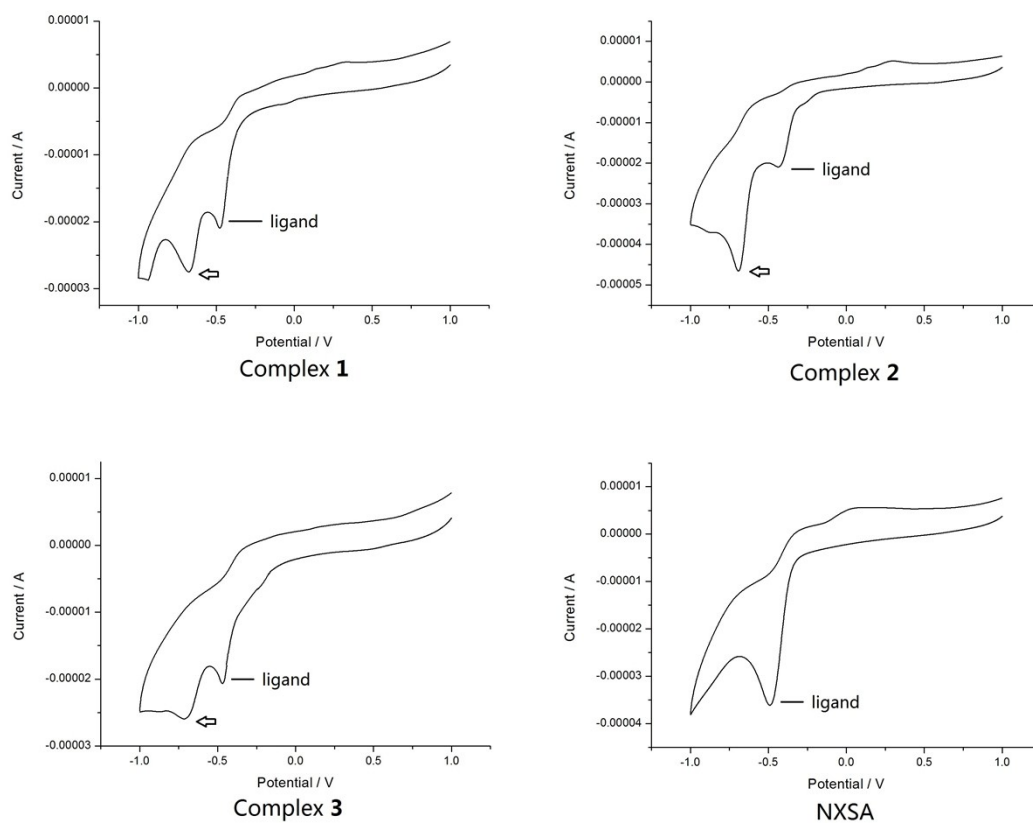 0.00001
0.00000
-0.00001
-0.00002
-0.00003
Current / A
ligand
-1.0 -0.5 0.0 0.5 1.0
Potential / V
Complex 1
0.00001
0.00000
-0.00001
-0.00002
-0.00003
-0.00004
-0.00005
Current / A
ligand
-1.0 -0.5 0.0 0.5 1.0
Potential / V
Complex 2
0.00001
0.00000
-0.00001
-0.00002
-0.00003
Current / A
ligand
-1.0 -0.5 0.0 0.5 1.0
Potential / V
Complex 3
0.00001
0.00000
-0.00001
-0.00002
-0.00003
-0.00004
Current / A
ligand
-1.0 -0.5 0.0 0.5 1.0
Potential / V
NXSA